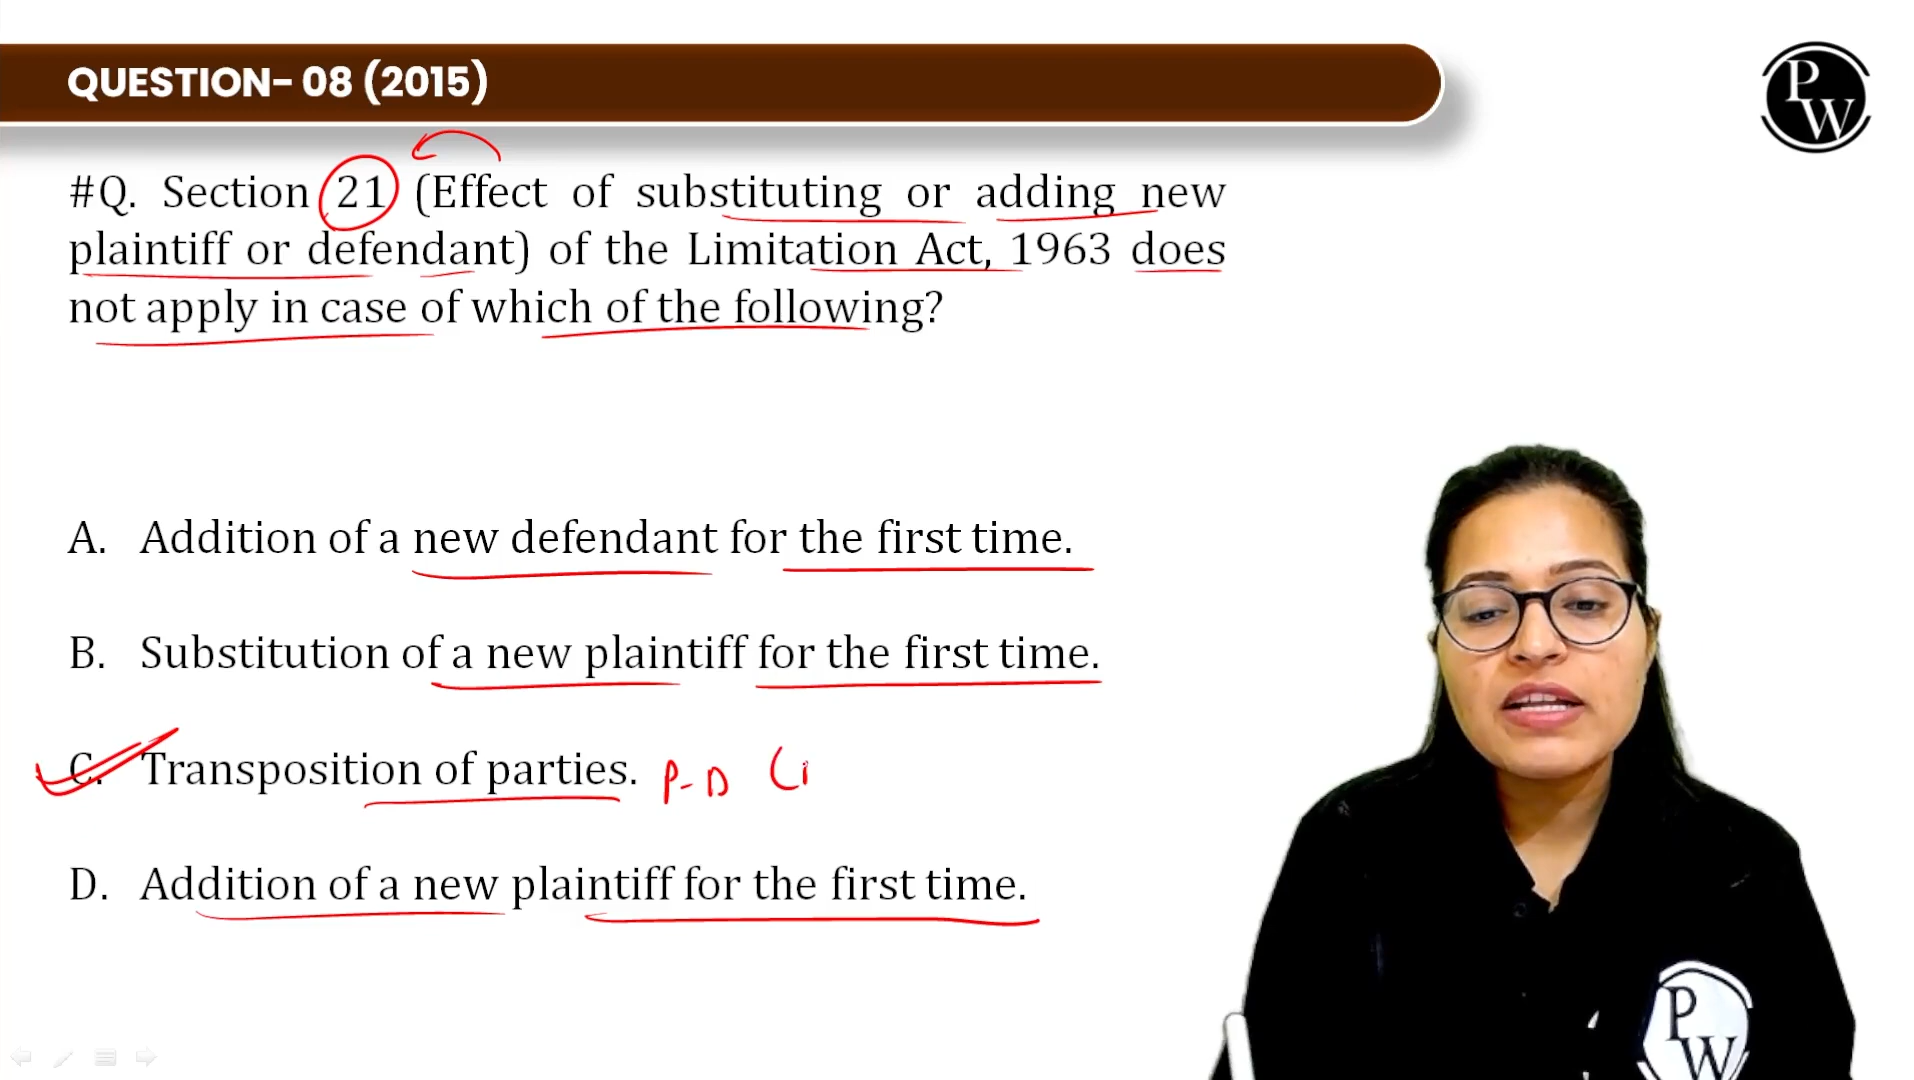 QUESTION- 08 (2015)
PW
#Q. Section 21 (Effect of substituting or adding new
plaintiff or defendant) of the Limitation Act, 1963 does
not apply in case of which of the following?
A. Addition of a new defendant for the first time.
B. Substitution of a new plaintiff for the first time.
C. Transposition of parties. P-D (
D. Addition of a new plaintiff for the first time.
PW